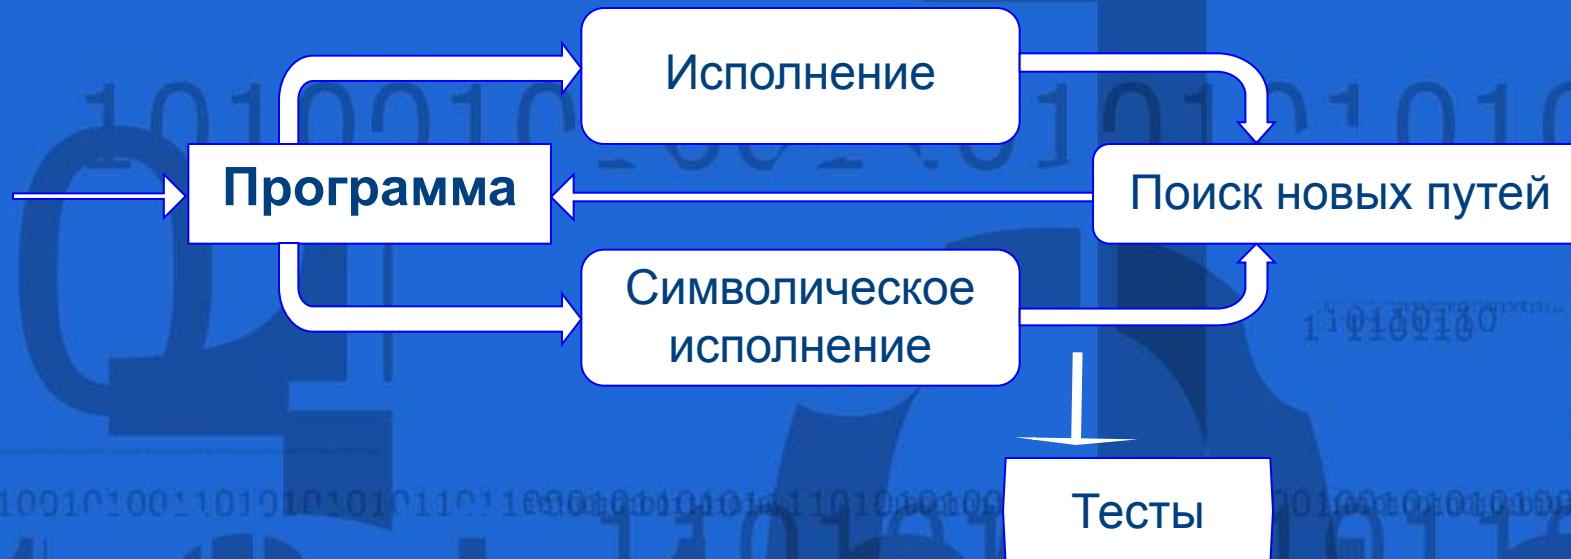 Исполнение
Программа
Поиск новых путей
Символическое
исполнение
Тесты